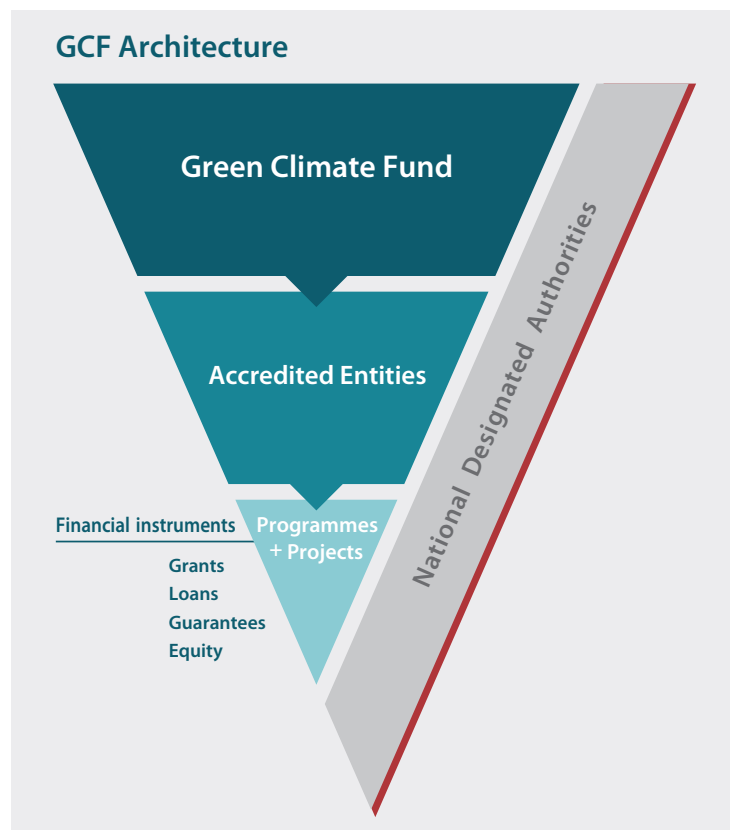 GCF Architecture
Green Climate Fund
Accredited Entities
National Designated Authorities
Financial instruments
Programmes
+ Projects
Grants
Loans
Guarantees
Equity